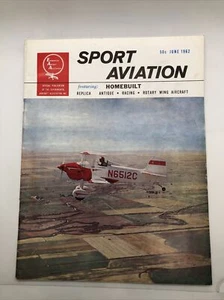 SPORT
AVIATION
50c JUNE 1962
featuring: HOMEBUILT
REPLICA ANTIQUE • RACING • ROTARY WING AIRCRAFT
N6512C